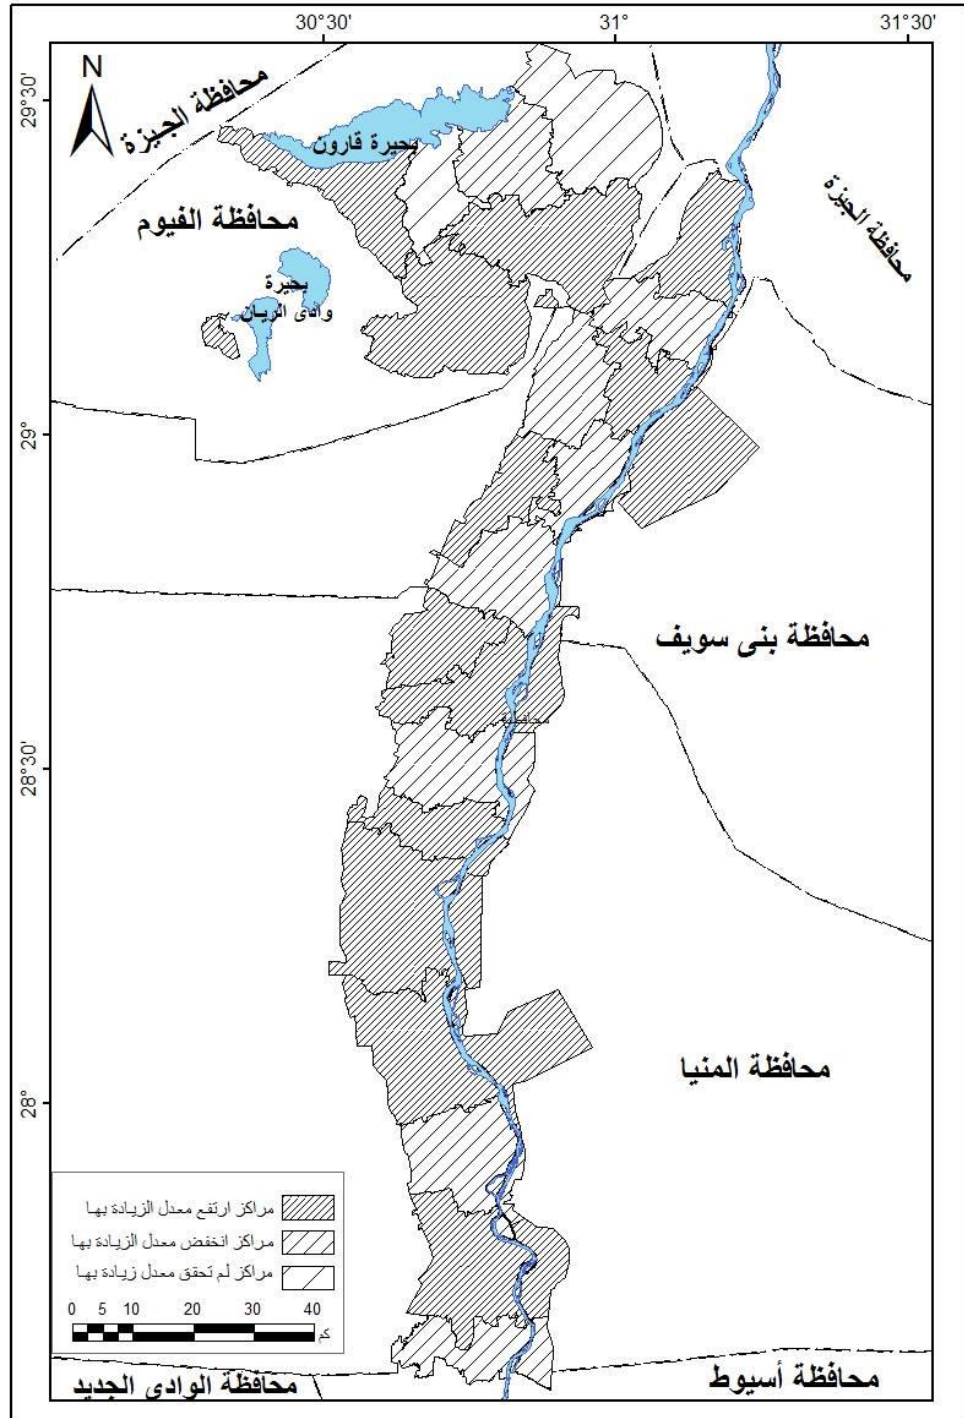 30°30'
31°
31°30'
29°30'
29°
28°30'
28°
N
محافظة الجيزة
بحيرة قارون
محافظة الفيوم
محافظة الجيزة
بحيرة
وادى الريان
محافظة بنى سويف
محافظة
محافظة المنيا
مراكز ارتفع معدل الزيادة بها
مراكز انخفض معدل الزيادة بها
مراكز لم تحقق معدل زيادة بها
0 5 10 20 30 40
كم
محافظة الوادى الجديد
محافظة أسيوط